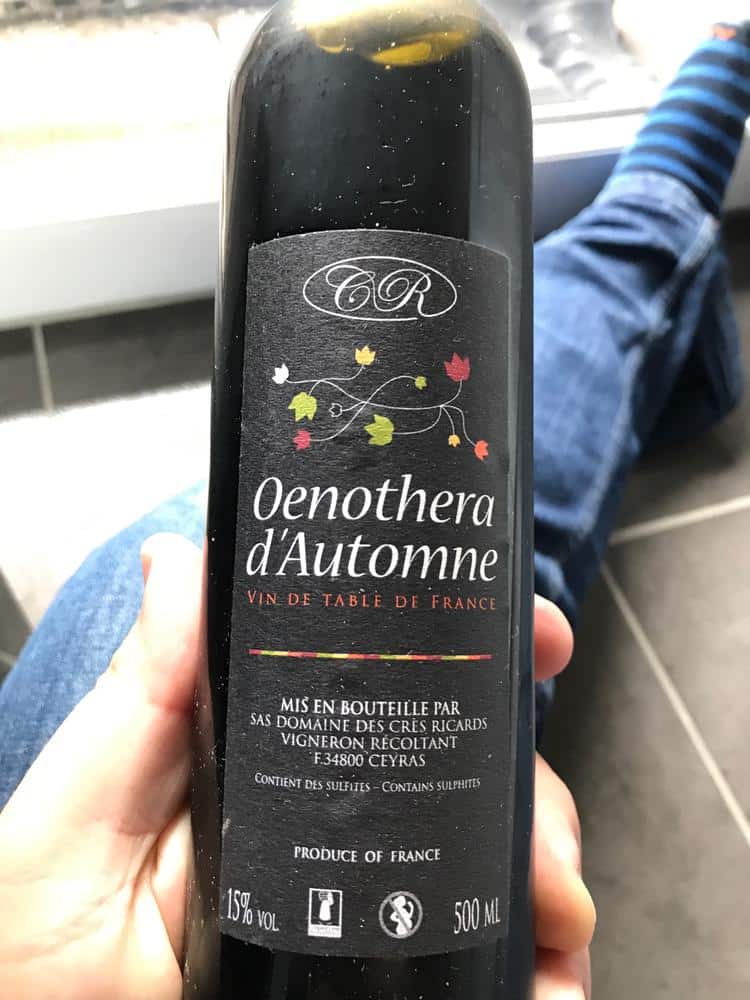 CR
Oenothera
d'Automne
VIN DE TABLE DE FRANCE
MIS EN BOUTEILLE PAR
SAS DOMAINE DES CRÈS RICARDS
VIGNERON RÉCOLTANT
F.34800 CEYRAS
CONTIENT DES SULFITES – CONTAINS SULPHITES
PRODUCE OF FRANCE
15% VOL 500 ML